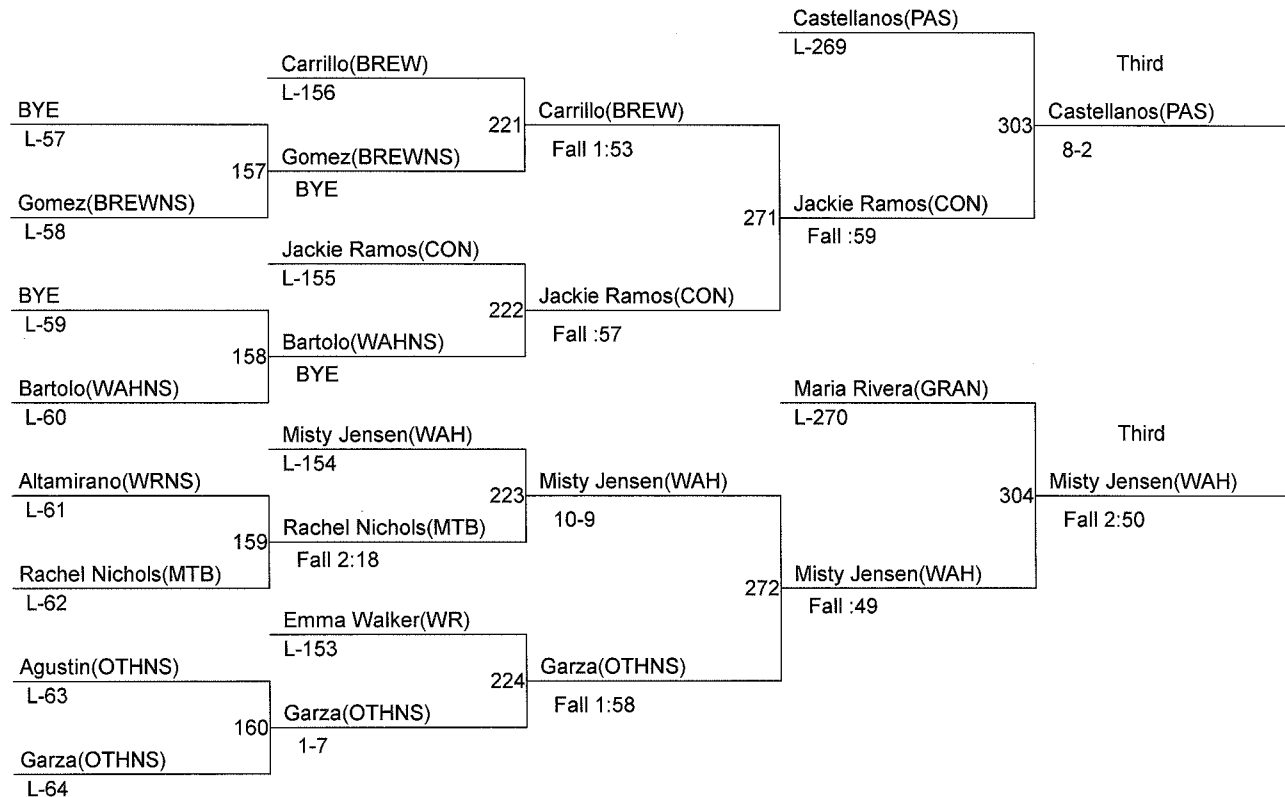 Castellanos(PAS)
L-269
Carrillo(BREW)
L-156
Third
BYE
L-57
221
Carrillo(BREW)
Fall 1:53
303
Castellanos(PAS)
8-2
157
Gomez(BREWNS)
BYE
Gomez(BREWNS)
L-58
271
Jackie Ramos(CON)
Fall :59
Jackie Ramos(CON)
L-155
BYE
L-59
222
Jackie Ramos(CON)
Fall :57
158
Bartolo(WAHNS)
BYE
Bartolo(WAHNS)
L-60
Maria Rivera(GRAN)
L-270
Misty Jensen(WAH)
L-154
Third
Altamirano(WRNS)
L-61
223
Misty Jensen(WAH)
10-9
304
Misty Jensen(WAH)
Fall 2:50
159
Rachel Nichols(MTB)
Fall 2:18
Rachel Nichols(MTB)
L-62
272
Misty Jensen(WAH)
Fall :49
Emma Walker(WR)
L-153
Agustin(OTHNS)
L-63
224
Garza(OTHNS)
Fall 1:58
160
Garza(OTHNS)
1-7
Garza(OTHNS)
L-64